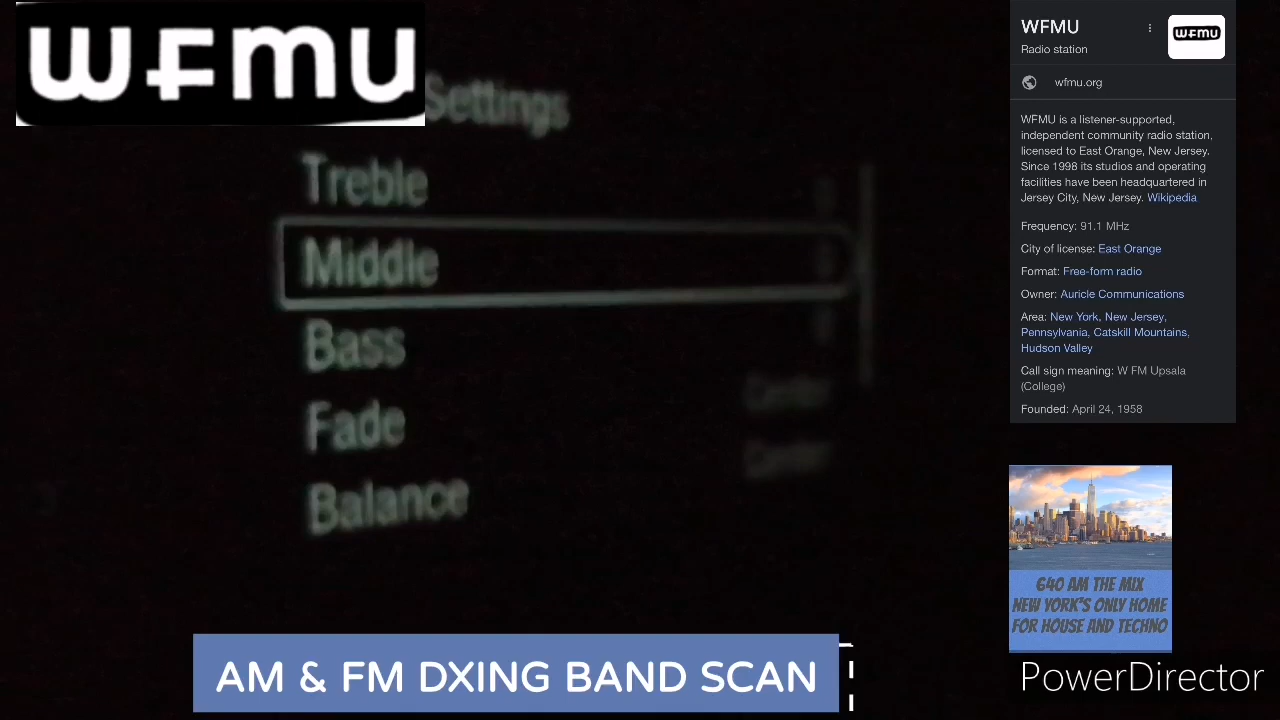 WFMU
Settings
Treble
Middle
Bass
Fade
Center
Center
Balance
AM & FM DXING BAND SCAN
WFMU
Radio station
WFMU
wfmu.org
WFMU is a listener-supported,
independent community radio station,
licensed to East Orange, New Jersey.
Since 1998 its studios and operating
facilities have been headquartered in
Jersey City, New Jersey. Wikipedia
Frequency: 91.1 MHz
City of license: East Orange
Format: Free-form radio
Owner: Auricle Communications
Area: New York, New Jersey,
Pennsylvania, Catskill Mountains,
Hudson Valley
Call sign meaning: W FM Upsala
(College)
Founded: April 24, 1958
640 AM THE MIX
NEW YORK'S ONLY HOME
FOR HOUSE AND TECHNO
PowerDirector